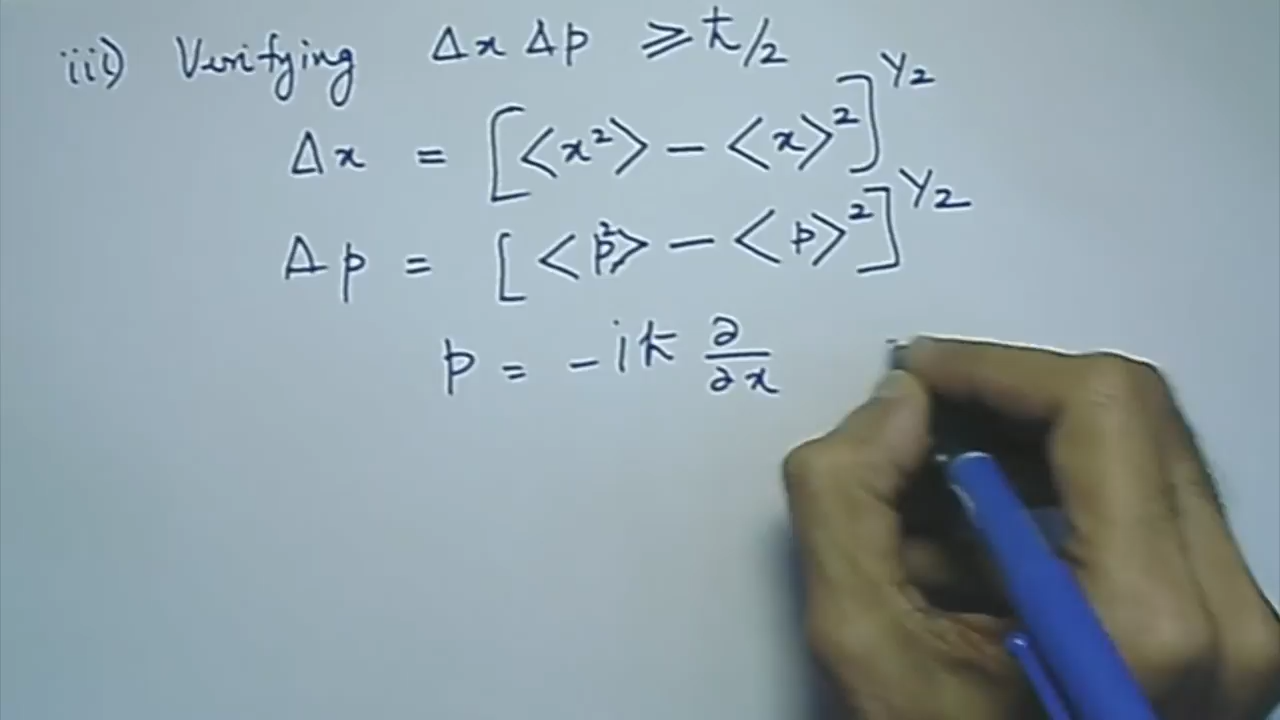 iii) Verifying Δx Δp ≥ ħ/2
Δx = [<x²> − <x>²]^1/2
Δp = [<p²> − <p>²]^1/2
p = −iħ ∂/∂x